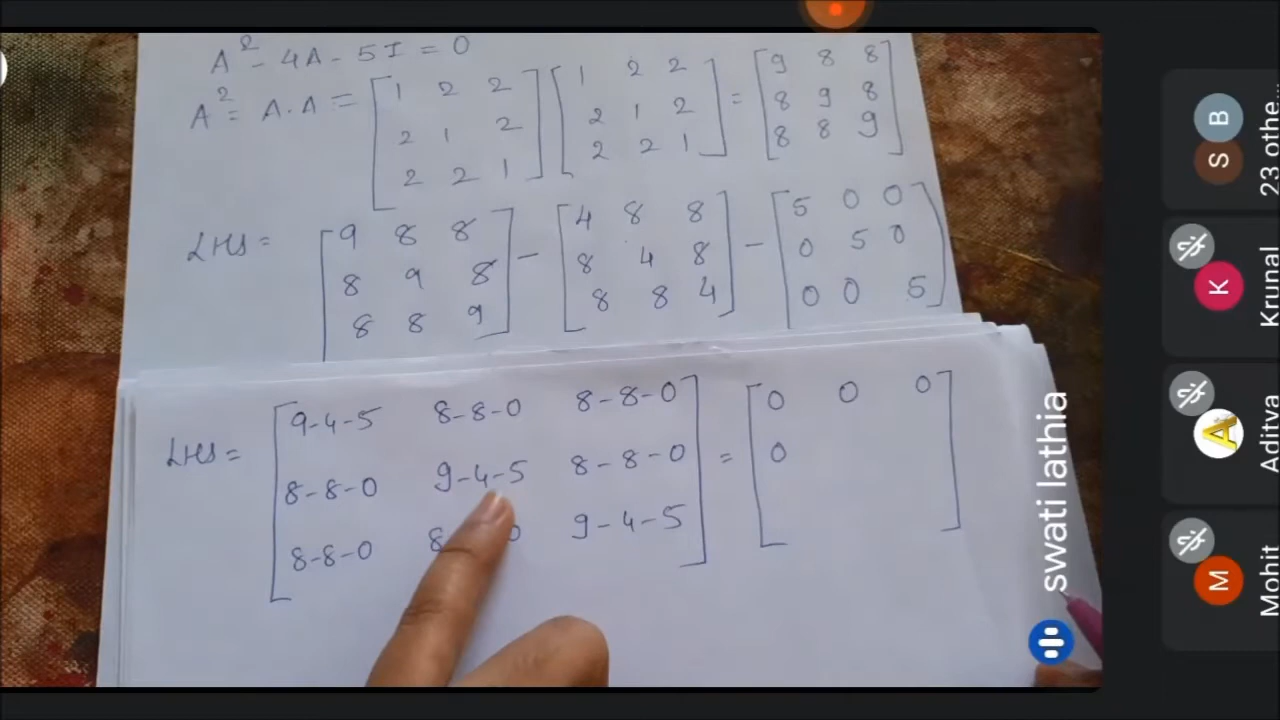 A² - 4A - 5I = 0
A² = A.A = [1 2 2] [1 2 2] = [9 8 8]
[2 1 2] [2 1 2] [8 9 8]
[2 2 1] [2 2 1] [8 8 9]
LHS = [9 8 8] - [4 8 8] - [5 0 0]
[8 9 8] [8 4 8] [0 5 0]
[8 8 9] [8 8 4] [0 0 5]
LHS = [9-4-5 8-8-0 8-8-0] = [0 0 0]
[8-8-0 9-4-5 8-8-0] [0]
[8-8-0 8 0 9-4-5]
swati lathia
B
S
23 othe...
K
Krunal
A
Aditya
M
Mohit